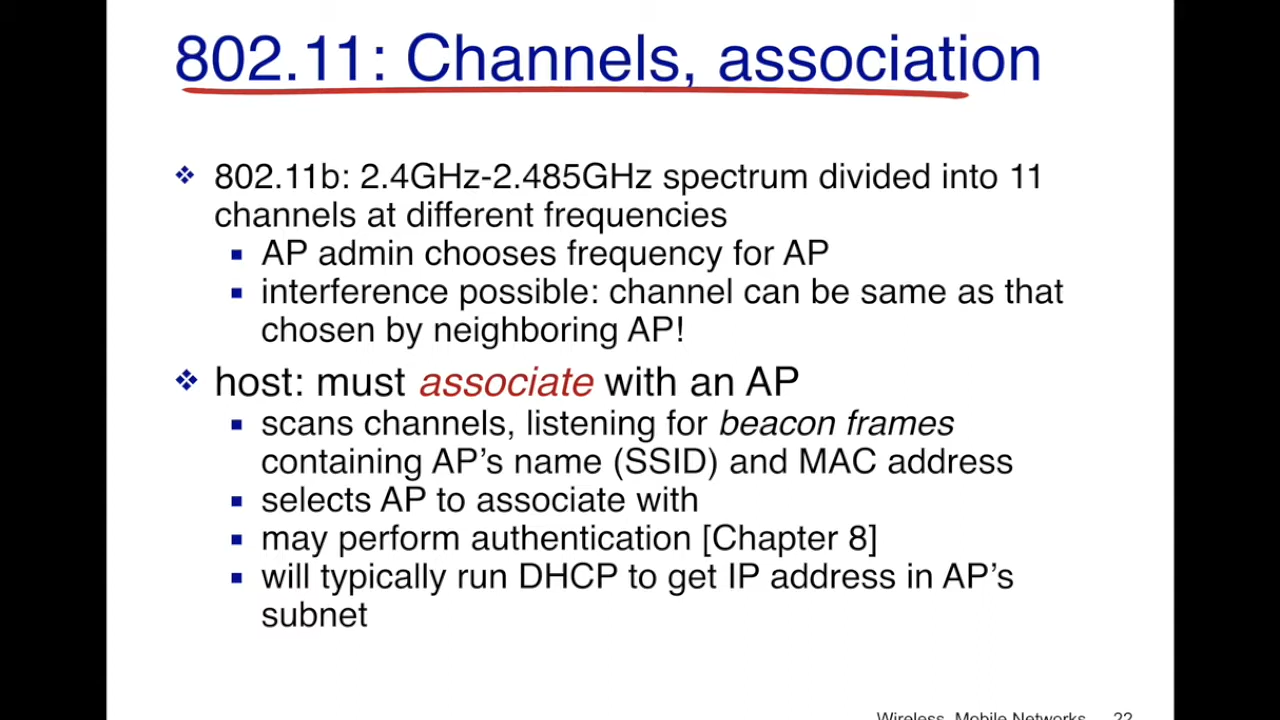 802.11: Channels, association
802.11b: 2.4GHz-2.485GHz spectrum divided into 11
channels at different frequencies
AP admin chooses frequency for AP
interference possible: channel can be same as that
chosen by neighboring AP!
host: must associate with an AP
scans channels, listening for beacon frames
containing AP's name (SSID) and MAC address
selects AP to associate with
may perform authentication [Chapter 8]
will typically run DHCP to get IP address in AP's
subnet
Wireless, Mobile Networks 22